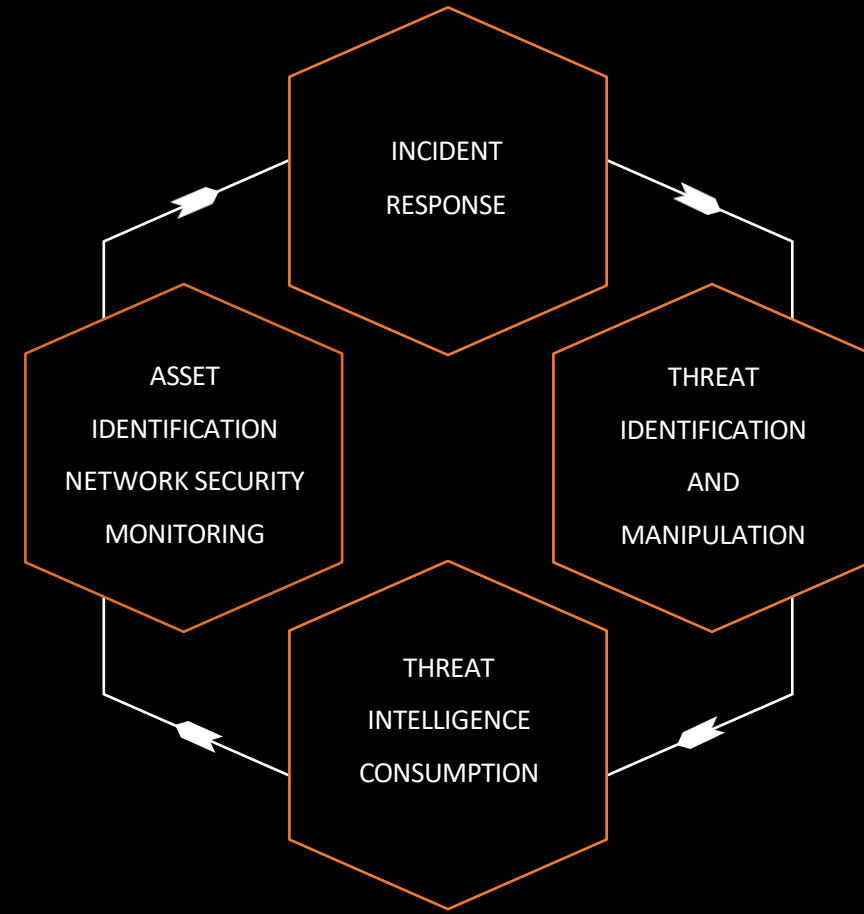 INCIDENT
RESPONSE
ASSET
IDENTIFICATION
NETWORK SECURITY
MONITORING
THREAT
IDENTIFICATION
AND
MANIPULATION
THREAT
INTELLIGENCE
CONSUMPTION